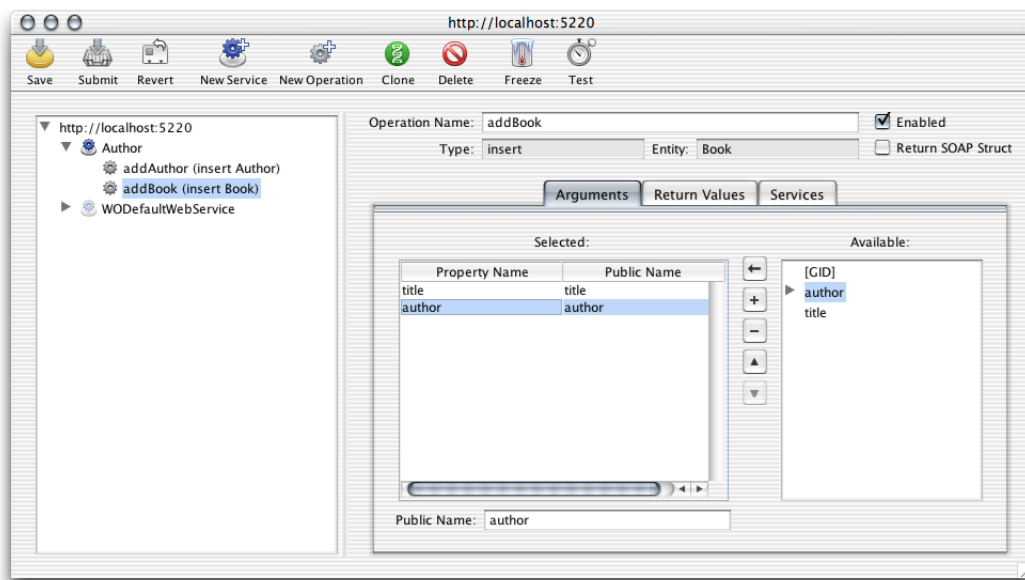 http://localhost:5220
Save Submit Revert New Service New Operation Clone Delete Freeze Test
http://localhost:5220
Author
addAuthor (insert Author)
addBook (insert Book)
WODefaultWebService
Operation Name: addBook Enabled
Type: insert Entity: Book Return SOAP Struct
Arguments Return Values Services
Selected: Available:
Property Name Public Name
title title
author author
[GID]
author
title
Public Name: author